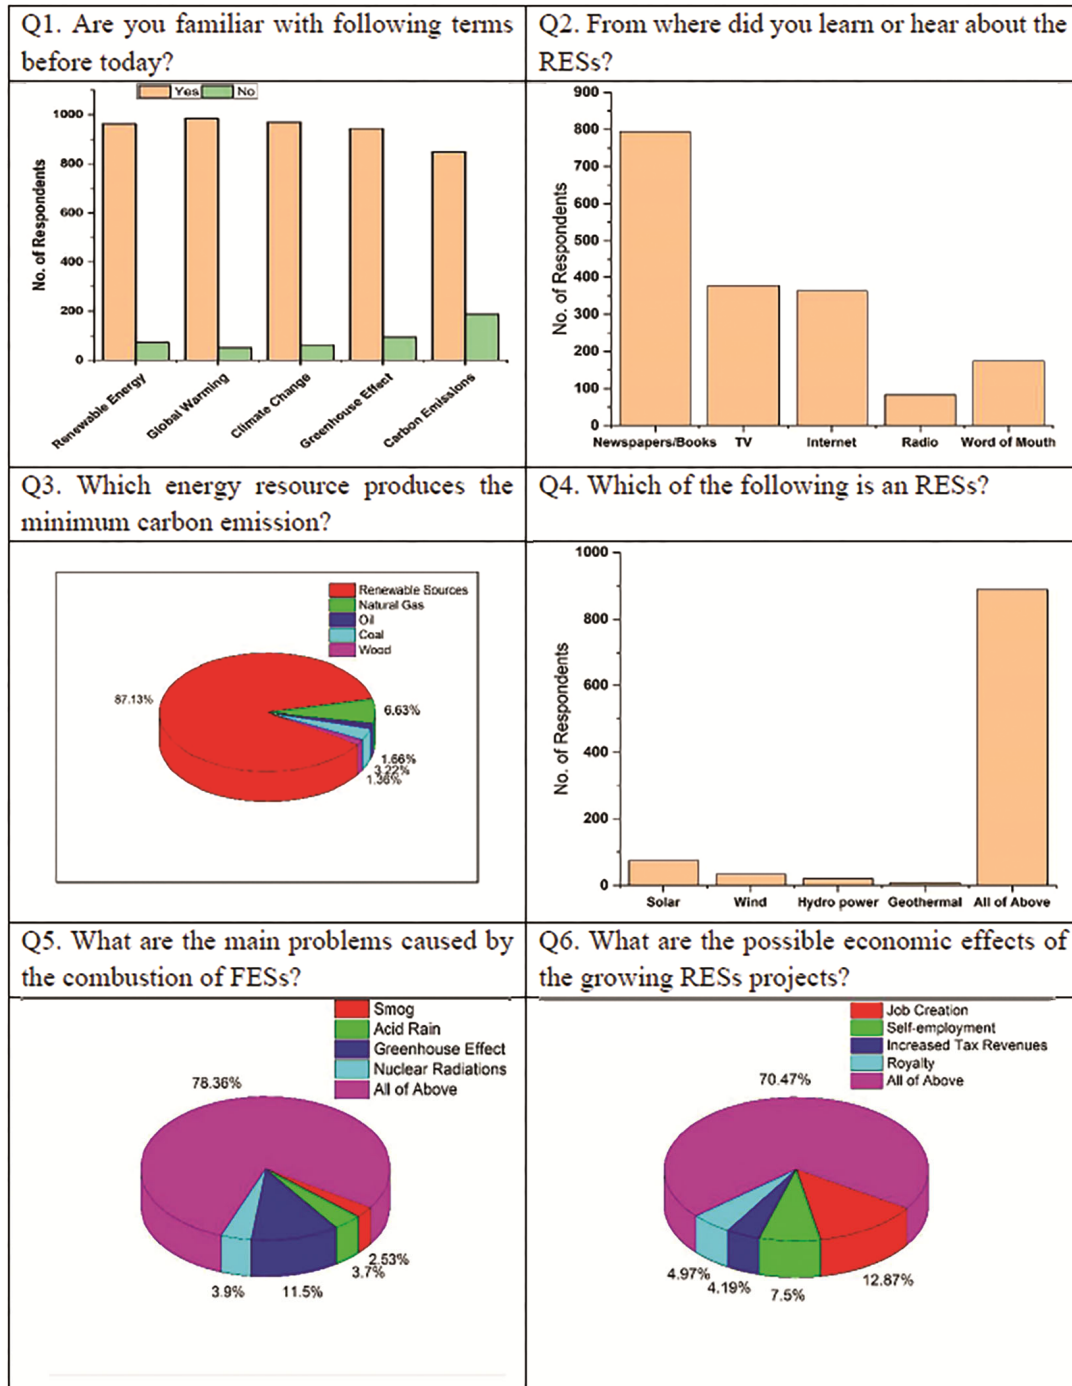 Q1. Are you familiar with following terms
before today?
Yes No
No. of Respondents
1000
800
600
400
200
0
Renewable Energy
Global Warming
Climate Change
Greenhouse Effect
Carbon Emissions
Q2. From where did you learn or hear about the
RESs?
No. of Respondents
900
800
700
600
500
400
300
200
100
0
Newspapers/Books TV Internet Radio Word of Mouth
Q3. Which energy resource produces the
minimum carbon emission?
Renewable Sources
Natural Gas
Oil
Coal
Wood
87.13%
6.63%
1.66%
3.22%
1.36%
Q4. Which of the following is an RESs?
No. of Respondents
1000
800
600
400
200
0
Solar Wind Hydro power Geothermal All of Above
Q5. What are the main problems caused by
the combustion of FESs?
Smog
Acid Rain
Greenhouse Effect
Nuclear Radiations
All of Above
78.36%
2.53%
3.7%
11.5%
3.9%
Q6. What are the possible economic effects of
the growing RESs projects?
Job Creation
Self-employment
Increased Tax Revenues
Royalty
All of Above
70.47%
4.97%
4.19%
7.5%
12.87%